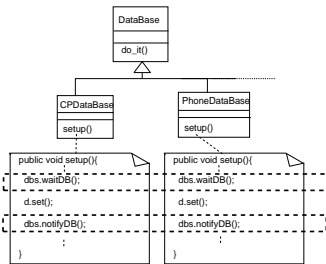 DataBase
do_it()
CPDataBase
PhoneDataBase
setup()
setup()
public void setup(){
dbs.waitDB();
d.set();
dbs.notifyDB();
}
public void setup(){
dbs.waitDB();
d.set();
dbs.notifyDB();
}